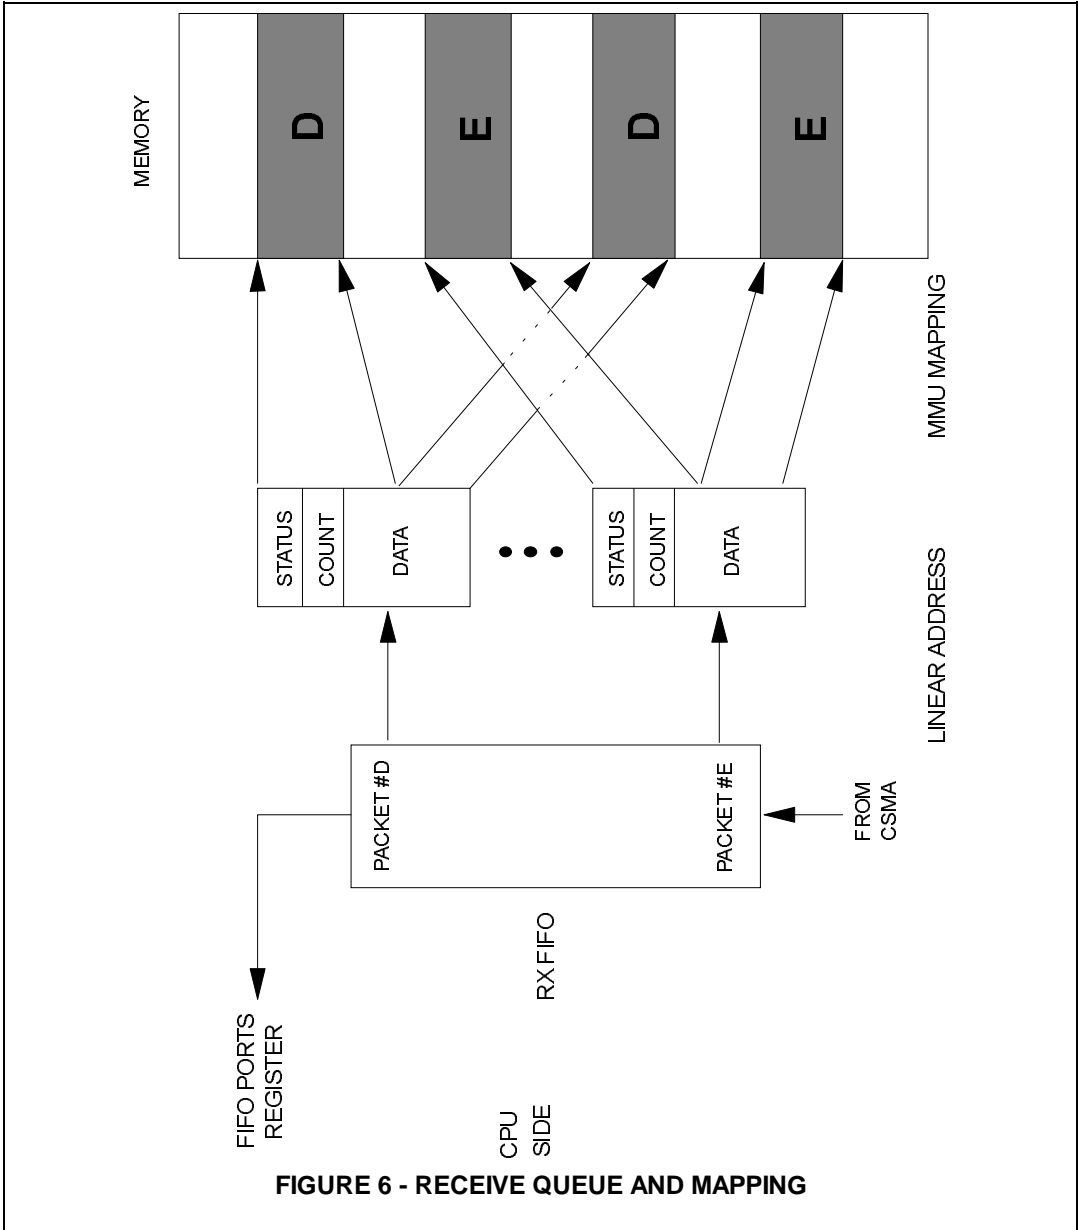 MEMORY
D
E
D
E
MMU MAPPING
STATUS
COUNT
DATA
STATUS
COUNT
DATA
LINEAR ADDRESS
PACKET #D
PACKET #E
FROM
CSMA
RX FIFO
FIFO PORTS
REGISTER
CPU
SIDE
FIGURE 6 - RECEIVE QUEUE AND MAPPING